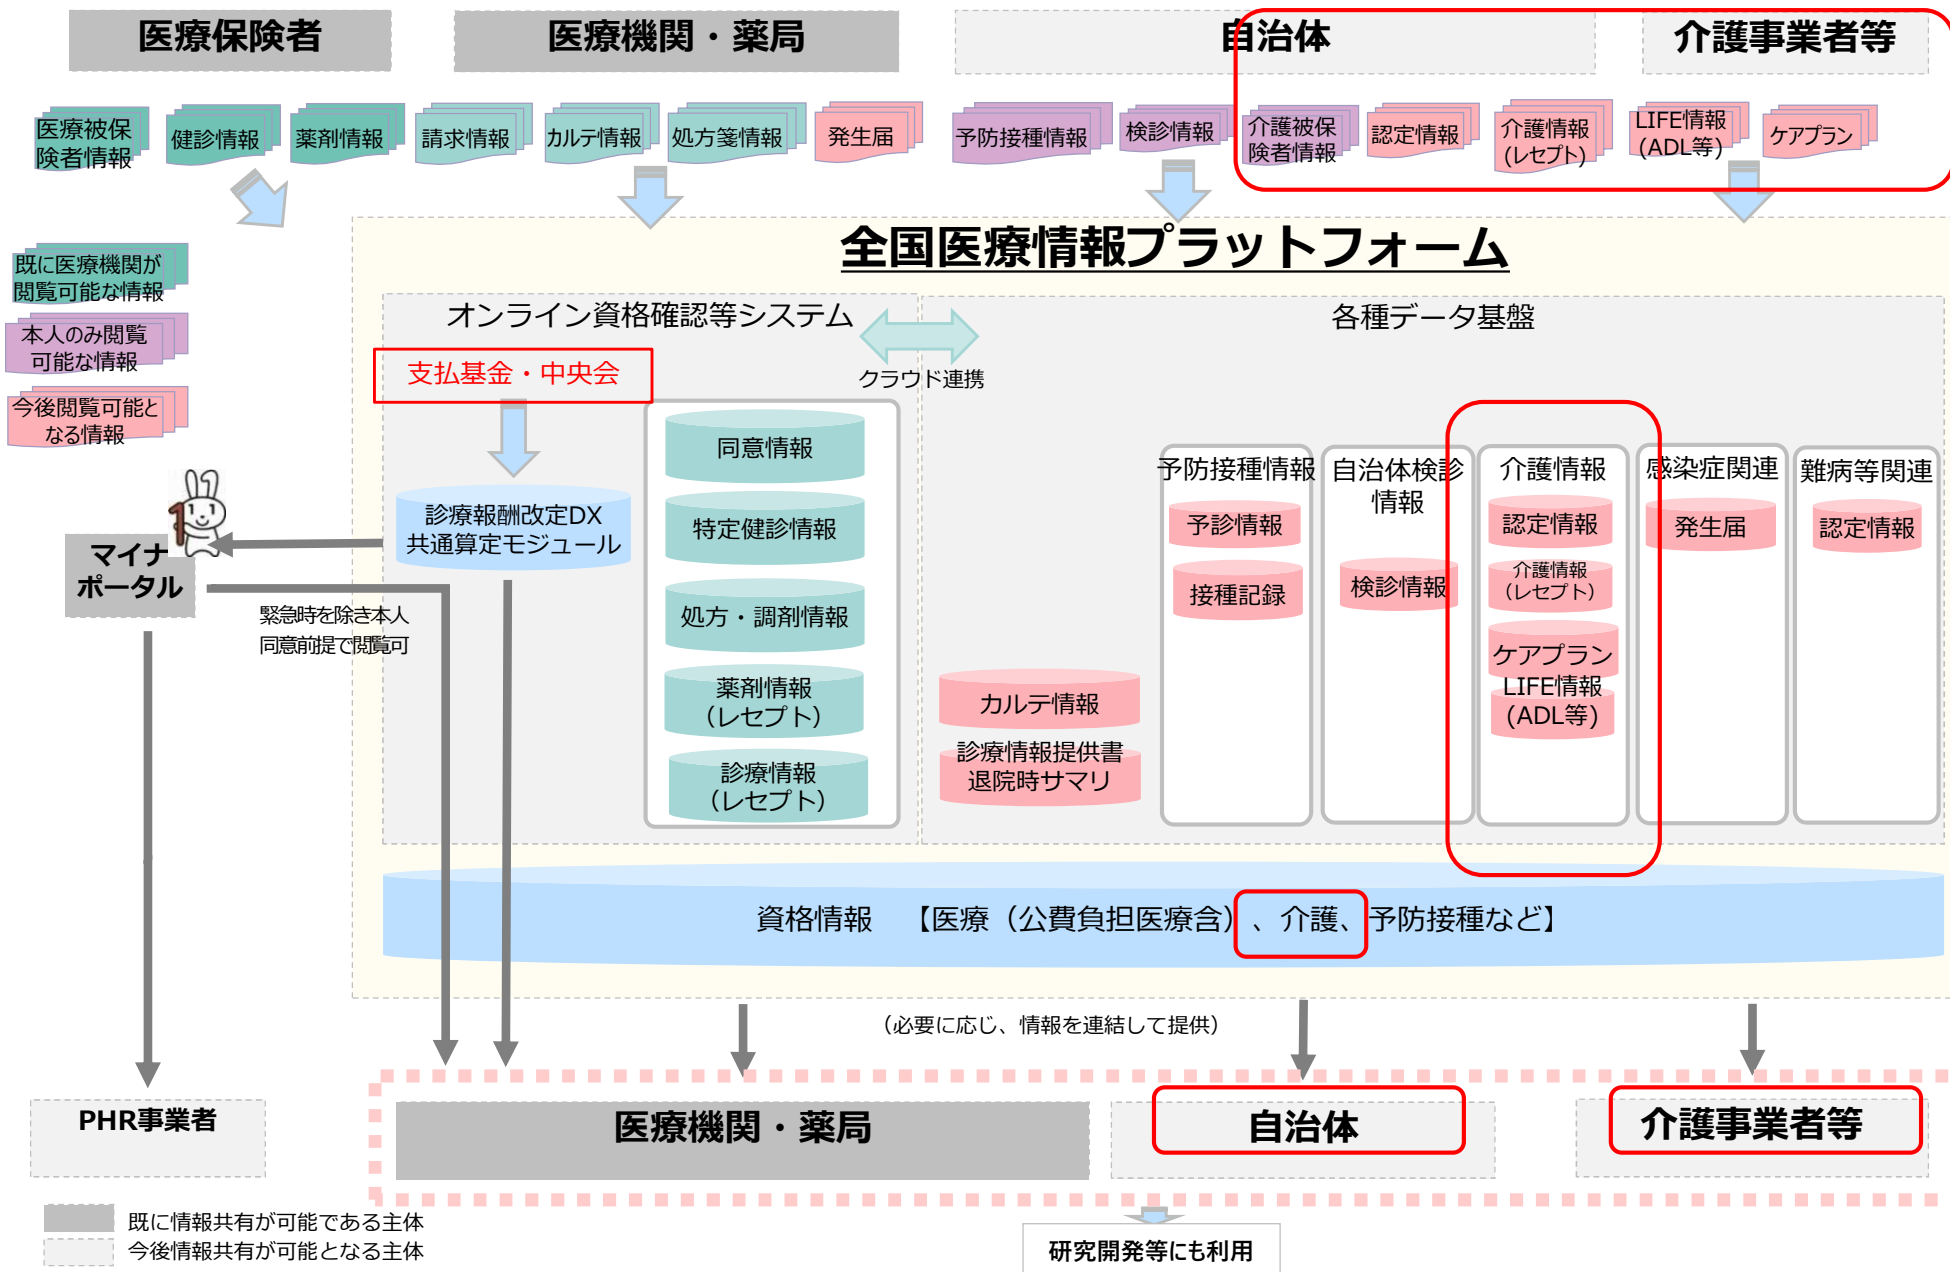 医療保険者
医療機関・薬局
自治体
介護事業者等
医療被保
険者情報
健診情報
薬剤情報
請求情報
カルテ情報
処方箋情報
発生届
予防接種情報
検診情報
介護被保
険者情報
認定情報
介護情報
(レセプト)
LIFE情報
(ADL等)
ケアプラン
既に医療機関が
閲覧可能な情報
本人のみ閲覧
可能な情報
今後閲覧可能と
なる情報
全国医療情報プラットフォーム
オンライン資格確認等システム
各種データ基盤
支払基金・中央会
クラウド連携
診療報酬改定DX
共通算定モジュール
同意情報
特定健診情報
処方・調剤情報
薬剤情報
(レセプト)
診療情報
(レセプト)
カルテ情報
診療情報提供書
退院時サマリ
予防接種情報
予診情報
接種記録
自治体検診
情報
検診情報
介護情報
認定情報
介護情報
(レセプト)
ケアプラン
LIFE情報
(ADL等)
感染症関連
発生届
難病等関連
認定情報
1
マイナ
ポータル
緊急時を除き本人
同意前提で閲覧可
資格情報 【医療（公費負担医療含）、介護、予防接種など】
（必要に応じ、情報を連結して提供）
PHR事業者
医療機関・薬局
自治体
介護事業者等
既に情報共有が可能である主体
今後情報共有が可能となる主体
研究開発等にも利用